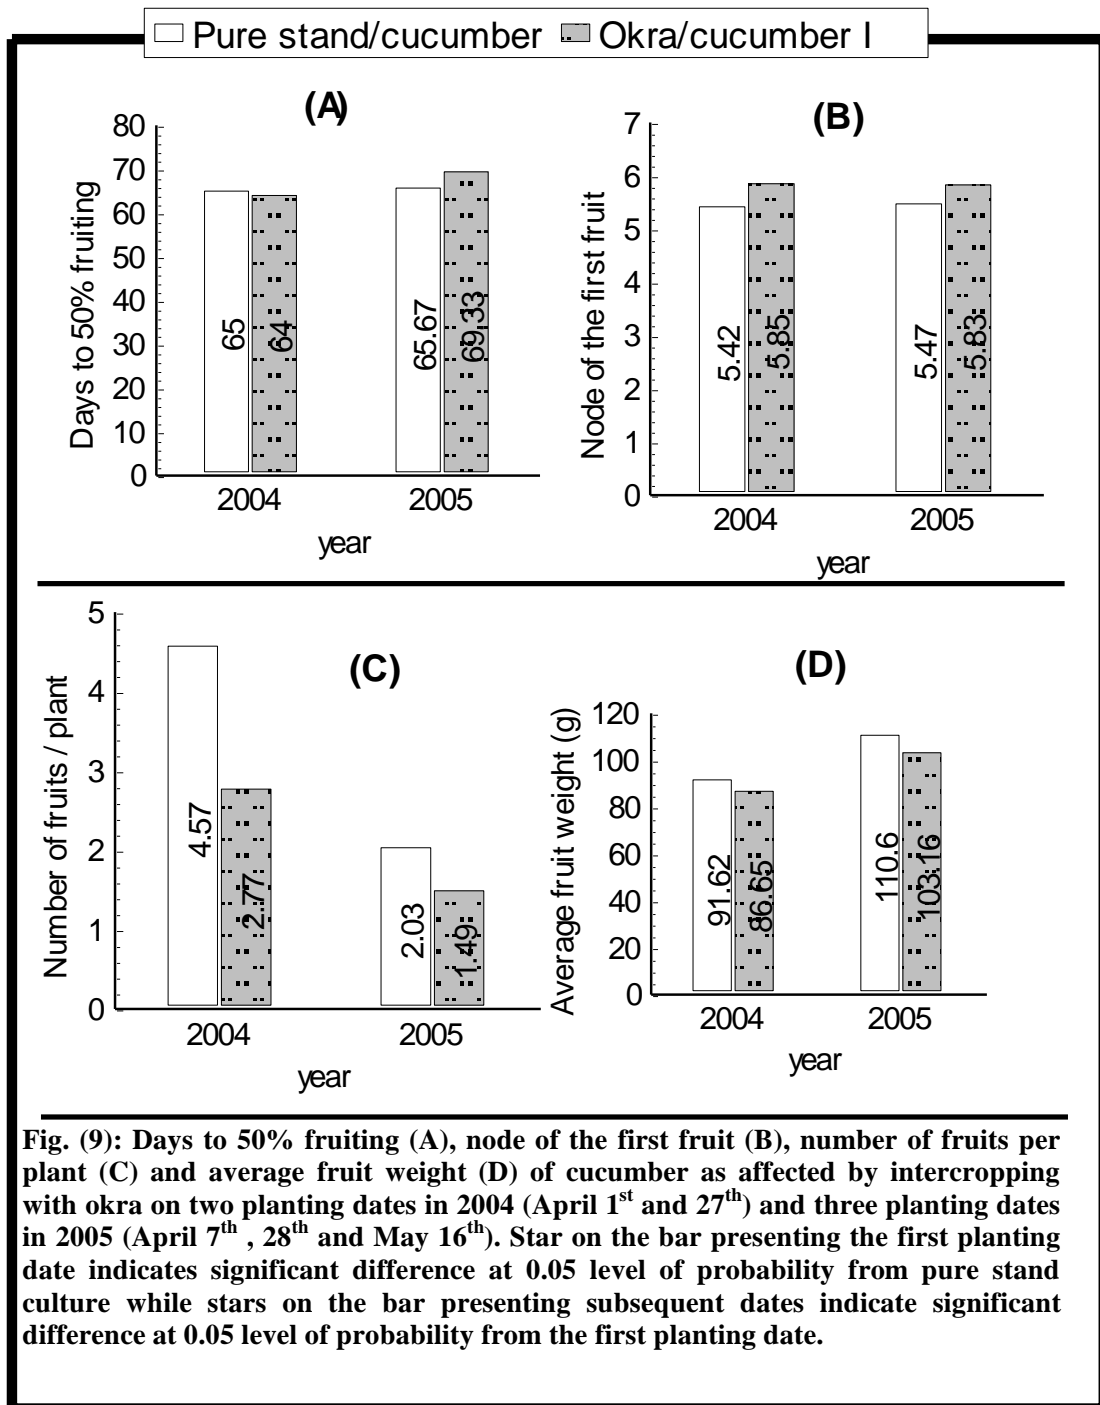 Pure stand/cucumber Okra/cucumber I
(A)
80
70
60
50
40
30
20
10
0
Days to 50% fruiting
65
64
65.67
69.33
2004 2005
year
(B)
7
6
5
4
3
2
1
0
Node of the first fruit
5.42
5.85
5.47
5.83
2004 2005
year
(C)
5
4
3
2
1
0
Number of fruits / plant
4.57
2.77
2.03
1.49
2004 2005
year
(D)
120
100
80
60
40
20
0
Average fruit weight (g)
91.62
86.65
110.6
103.16
2004 2005
year
Fig. (9): Days to 50% fruiting (A), node of the first fruit (B), number of fruits per
plant (C) and average fruit weight (D) of cucumber as affected by intercropping
with okra on two planting dates in 2004 (April 1st and 27th) and three planting dates
in 2005 (April 7th , 28th and May 16th). Star on the bar presenting the first planting
date indicates significant difference at 0.05 level of probability from pure stand
culture while stars on the bar presenting subsequent dates indicate significant
difference at 0.05 level of probability from the first planting date.